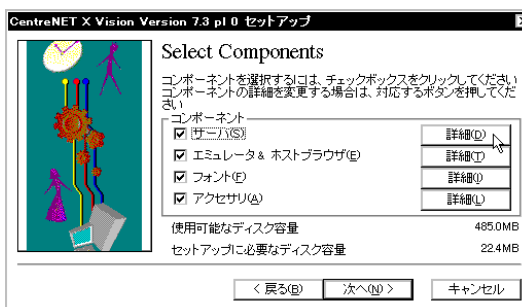 CentreNET X Vision Version 7.3 pl 0 セットアップ
Select Components
コンポーネントを選択するには、チェックボックスをクリックしてください
コンポーネントの詳細を変更する場合は、対応するボタンを押してくだ
さい
コンポーネント
サーバ(S) 詳細(D)
エミュレータ& ホストブラウザ(E) 詳細(T)
フォント(F) 詳細(I)
アクセサリ(A) 詳細(L)
使用可能なディスク容量 485.0MB
セットアップに必要なディスク容量 22.4MB
< 戻る(B) 次へ(N) > キャンセル